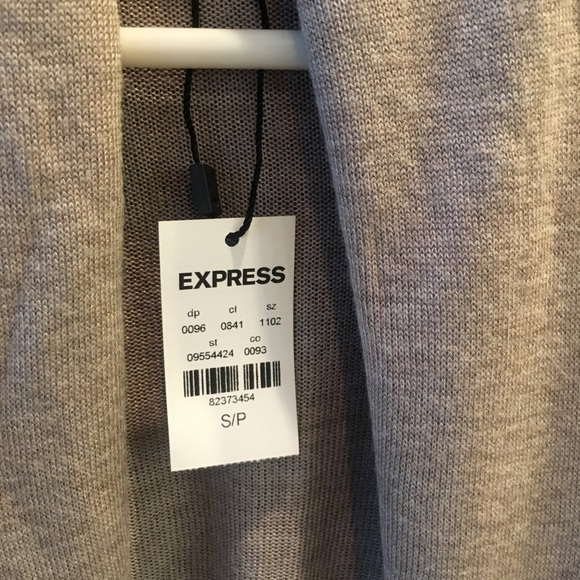 EXPRESS
dp cl sz
0096 0841 1102
st co
09554424 0093
82373454
S/P